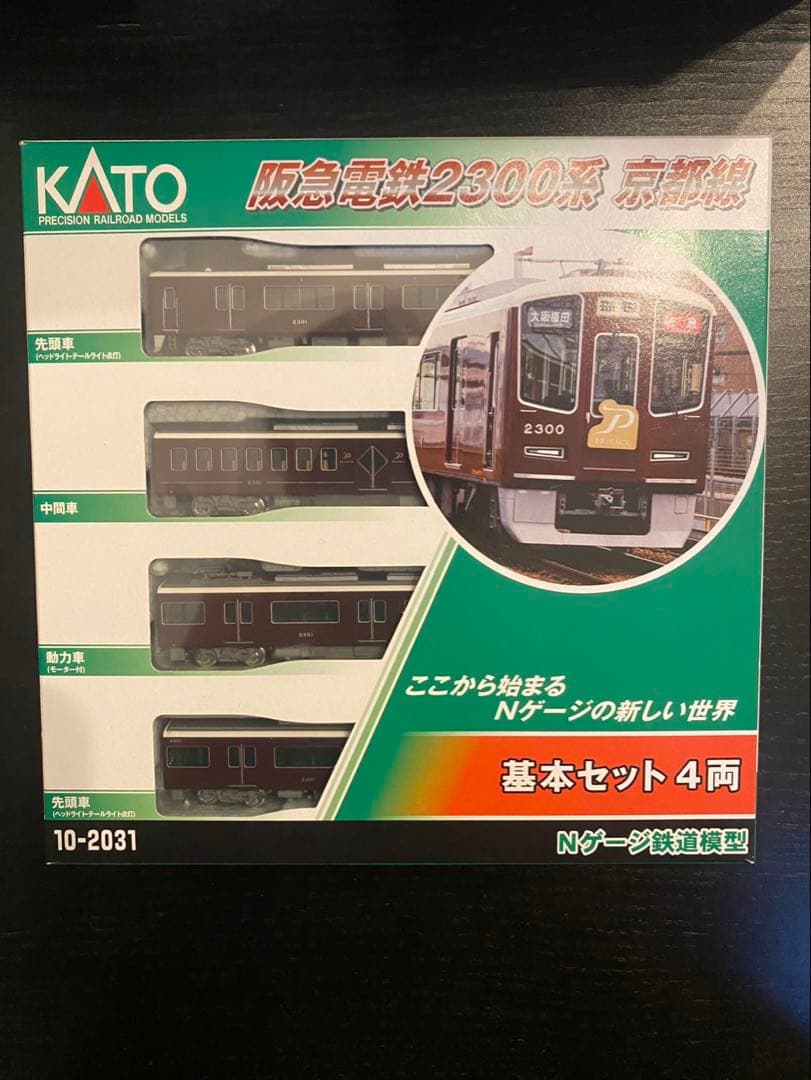 KATO
PRECISION RAILROAD MODELS
阪急電鉄2300系 京都線
先頭車
(ヘッドライト・テールライト点灯)
2301
大阪梅田
2300
PRiVACE
中間車
2351
PRiVACE
動力車
(モーター付)
ここから始まる
Nゲージの新しい世界
基本セット4両
先頭車
(ヘッドライト・テールライト点灯)
10-2031
Nゲージ鉄道模型